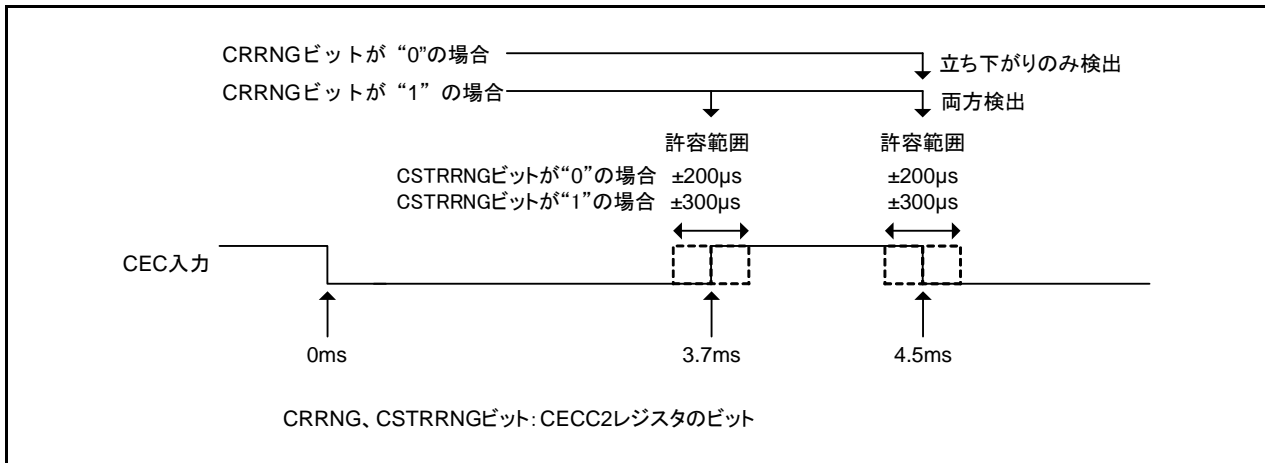 CRRNGビットが “0”の場合
立ち下がりのみ検出
CRRNGビットが “1” の場合
両方検出
許容範囲 許容範囲
CSTRRNGビットが“0”の場合 ±200µs ±200µs
CSTRRNGビットが“1”の場合 ±300µs ±300µs
CEC入力
0ms 3.7ms 4.5ms
CRRNG、CSTRRNGビット：CECC2レジスタのビット